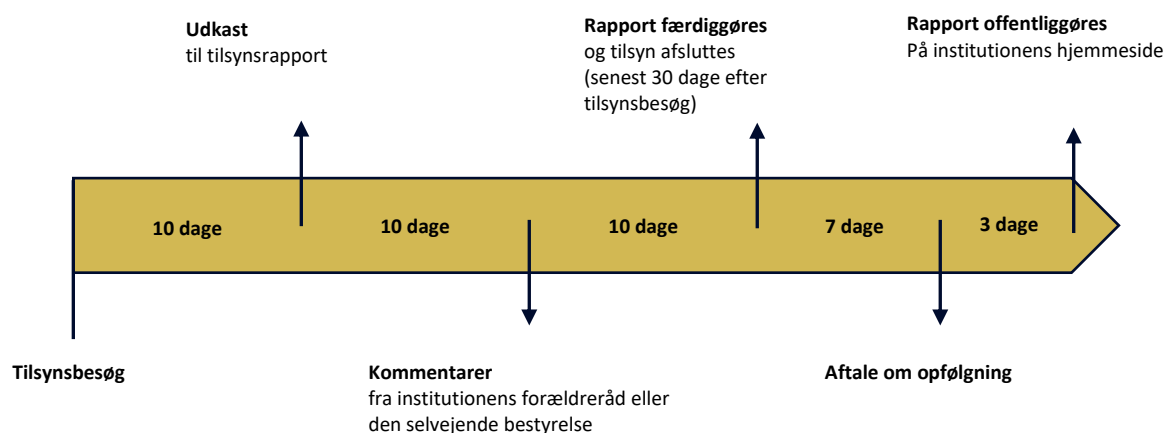 Udkast
til tilsynsrapport
Rapport færdiggøres
og tilsyn afsluttes
(senest 30 dage efter
tilsynsbesøg)
Rapport offentliggøres
På institutionens hjemmeside
10 dage
10 dage
10 dage
7 dage
3 dage
Tilsynsbesøg
Kommentarer
fra institutionens forældreråd eller
den selvejende bestyrelse
Aftale om opfølgning